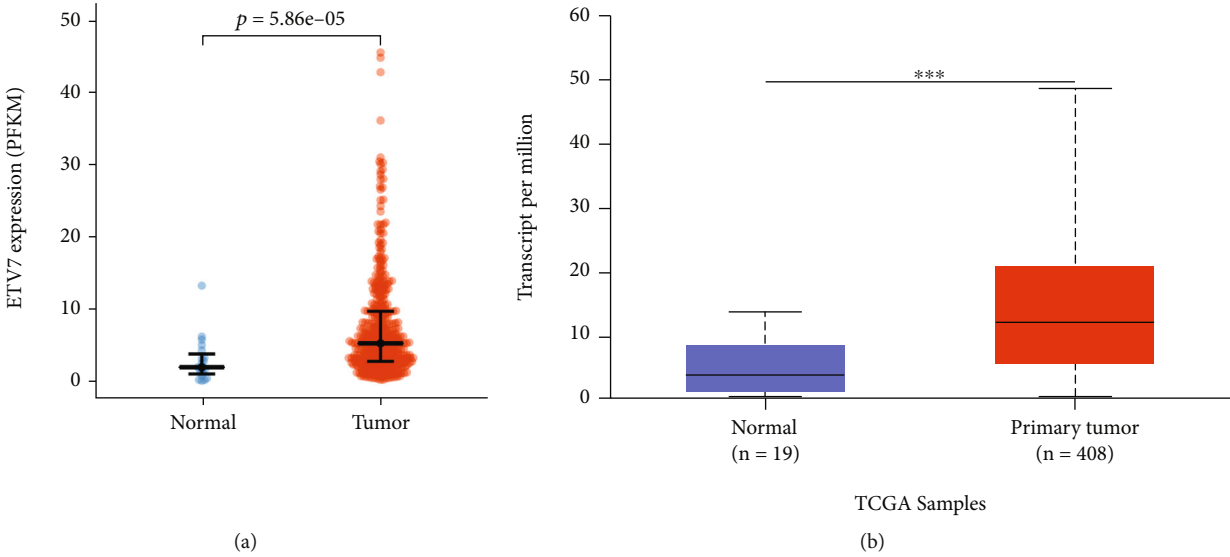 ETV7 expression (PFKM)
50
40
30
20
10
0
p = 5.86e–05
Normal
Tumor
(a)
Transcript per million
60
50
40
30
20
10
0
***
Normal
(n = 19)
Primary tumor
(n = 408)
TCGA Samples
(b)